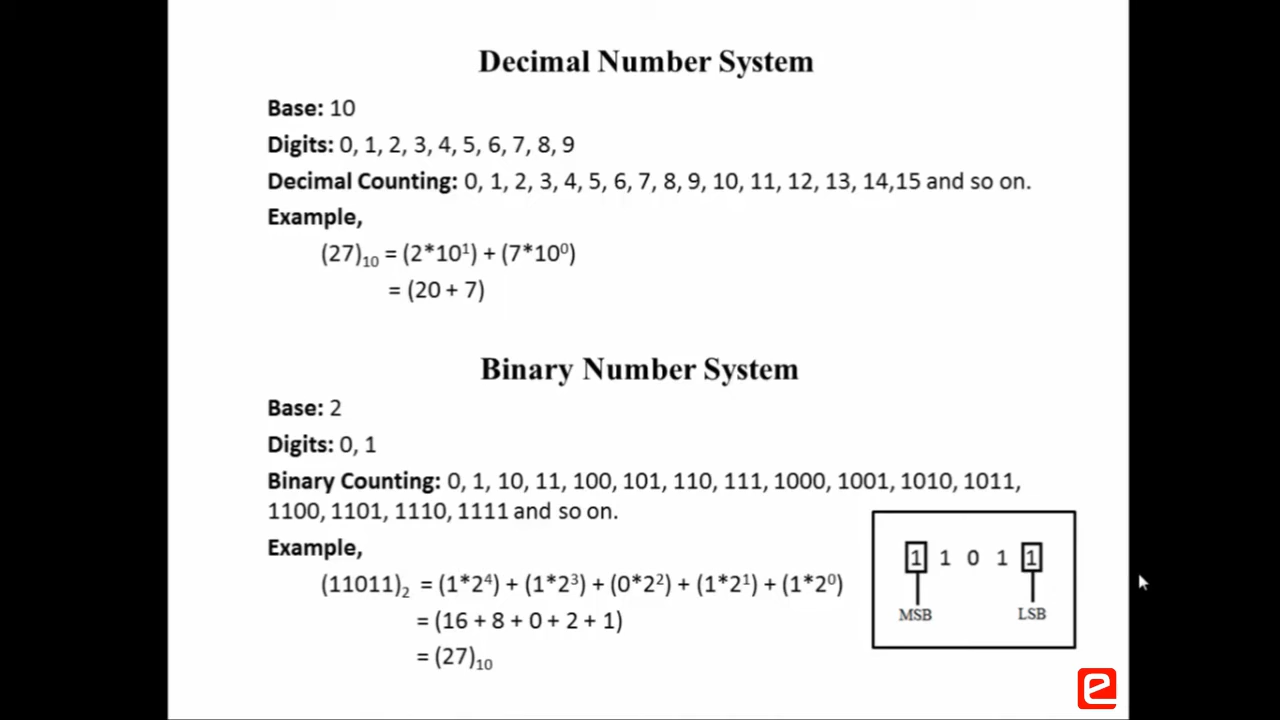 Decimal Number System
Base: 10
Digits: 0, 1, 2, 3, 4, 5, 6, 7, 8, 9
Decimal Counting: 0, 1, 2, 3, 4, 5, 6, 7, 8, 9, 10, 11, 12, 13, 14,15 and so on.
Example,
(27)₁₀ = (2*10¹) + (7*10⁰)
= (20 + 7)
Binary Number System
Base: 2
Digits: 0, 1
Binary Counting: 0, 1, 10, 11, 100, 101, 110, 111, 1000, 1001, 1010, 1011,
1100, 1101, 1110, 1111 and so on.
Example,
(11011)₂ = (1*2⁴) + (1*2³) + (0*2²) + (1*2¹) + (1*2⁰)
= (16 + 8 + 0 + 2 + 1)
= (27)₁₀
1 1 0 1 1
MSB LSB
e